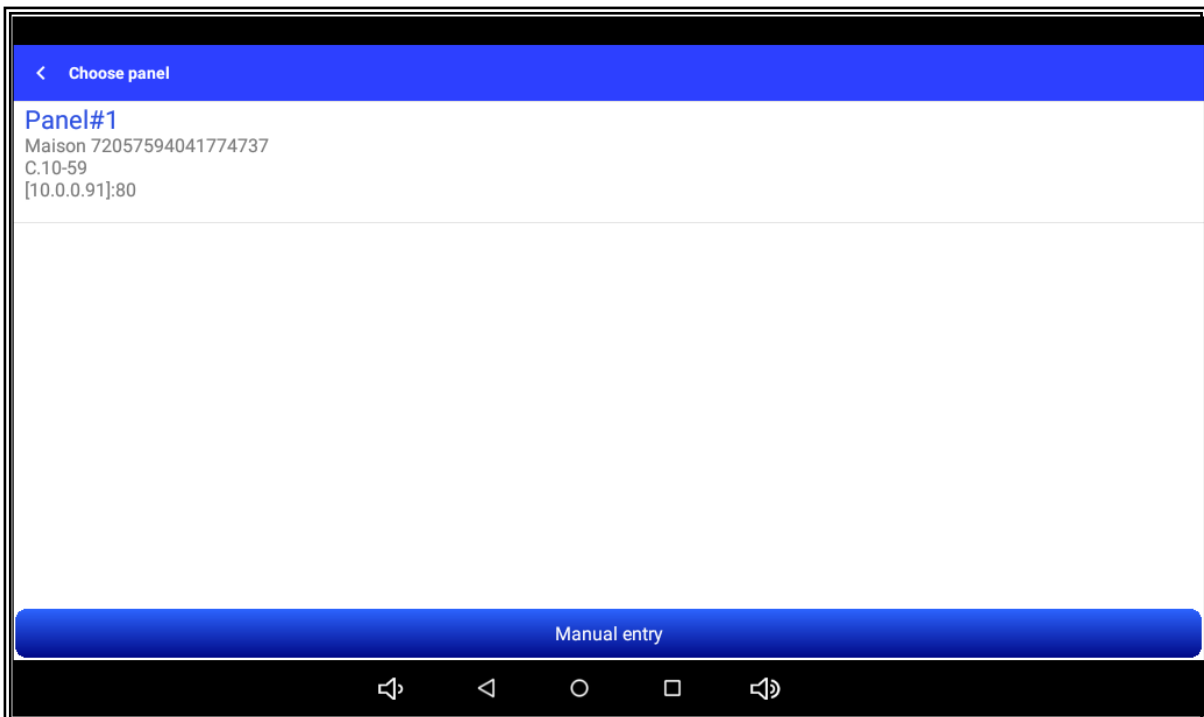 Choose panel
Panel#1
Maison 72057594041774737
C.10-59
[10.0.0.91]:80
Manual entry